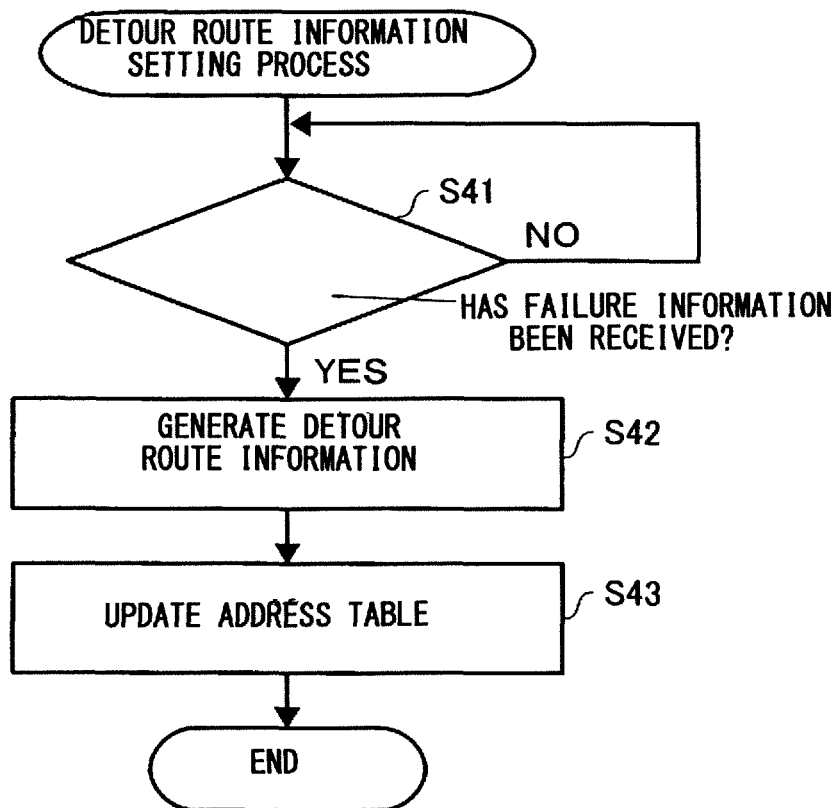 DETOUR ROUTE INFORMATION
SETTING PROCESS
S41
NO
HAS FAILURE INFORMATION
BEEN RECEIVED?
YES
GENERATE DETOUR
ROUTE INFORMATION
S42
UPDATE ADDRESS TABLE
S43
END